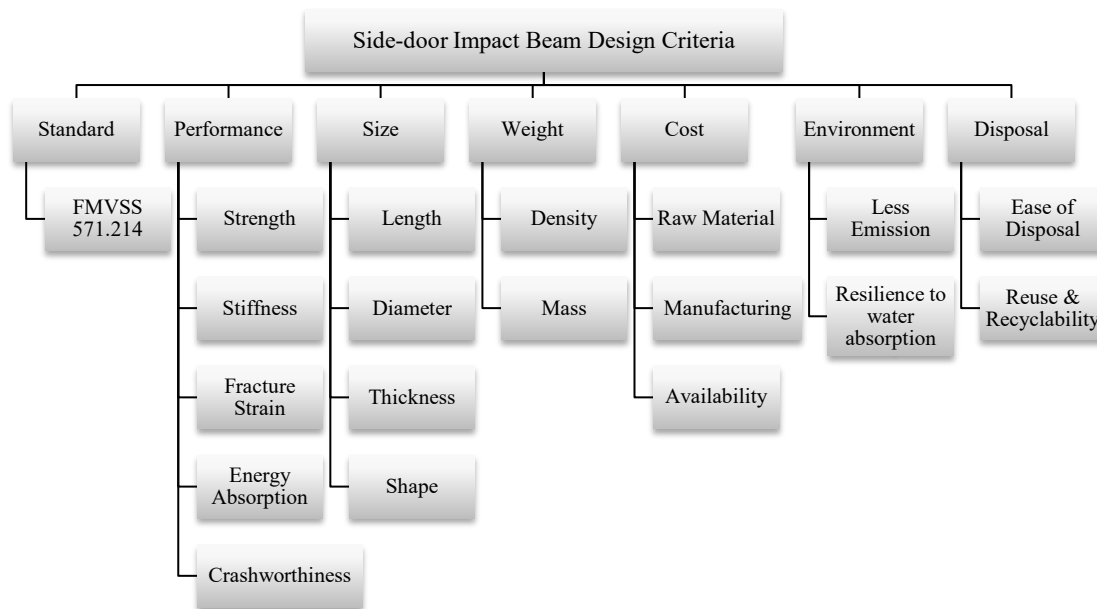 Side-door Impact Beam Design Criteria
Standard
Performance
Size
Weight
Cost
Environment
Disposal
FMVSS
571.214
Strength
Length
Density
Raw Material
Less
Emission
Ease of
Disposal
Stiffness
Diameter
Mass
Manufacturing
Resilience to
water
absorption
Reuse &
Recyclability
Fracture
Strain
Thickness
Availability
Energy
Absorption
Shape
Crashworthiness